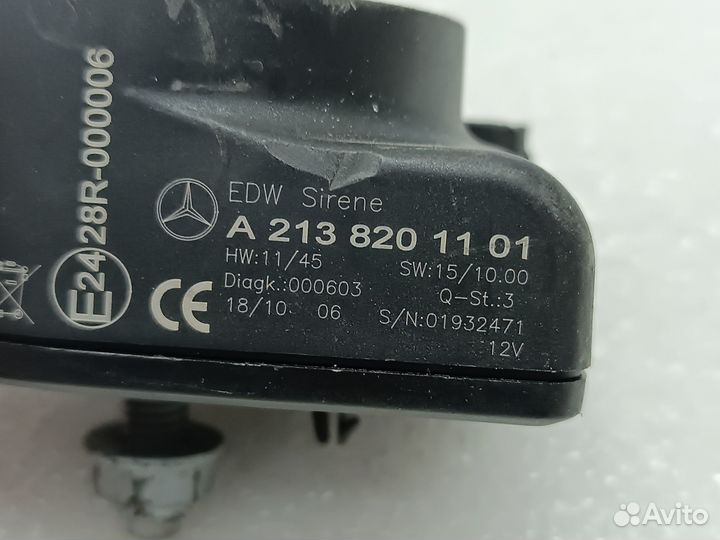 EDW Sirene
A 213 820 11 01
HW:11/45 SW:15/10.00
Diagk.:000603 Q-St.:3
18/10 06 S/N:01932471
12V
CE
E24
28R-000006
Avito